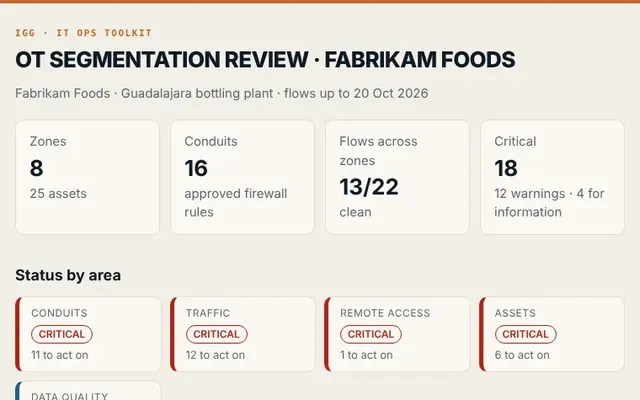 IGG · IT OPS TOOLKIT
OT SEGMENTATION REVIEW · FABRIKAM FOODS
Fabrikam Foods · Guadalajara bottling plant · flows up to 20 Oct 2026
Zones
8
25 assets
Conduits
16
approved firewall
rules
Flows across
zones
13/22
clean
Critical
18
12 warnings · 4 for
information
Status by area
CONDUITS
CRITICAL
11 to act on
TRAFFIC
CRITICAL
12 to act on
REMOTE ACCESS
CRITICAL
1 to act on
ASSETS
CRITICAL
6 to act on
DATA QUALITY